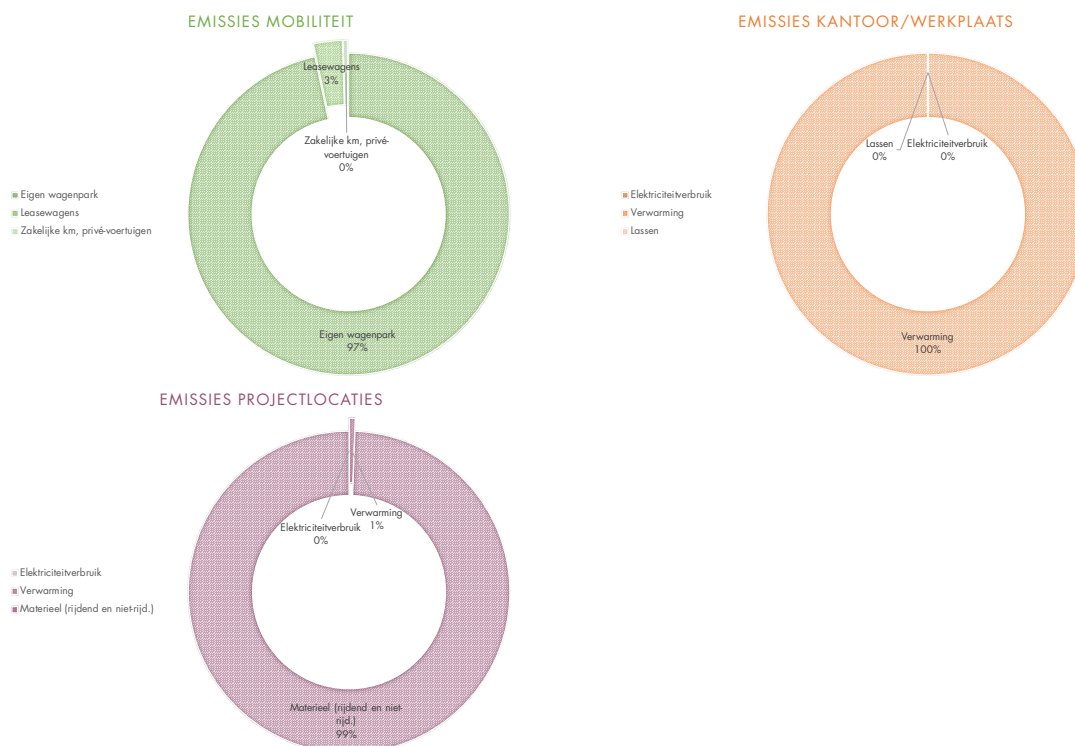 EMISSIES MOBILITEIT
Leasewagens
3%
Zakelijke km, privé-
voertuigen
0%
Eigen wagenpark
Leasewagens
Zakelijke km, privé-voertuigen
Eigen wagenpark
97%
EMISSIES KANTOOR/WERKPLAATS
Lassen
0%
Elektriciteitverbruik
0%
Elektriciteitverbruik
Verwarming
Lassen
Verwarming
100%
EMISSIES PROJECTLOCATIES
Verwarming
1%
Elektriciteitverbruik
0%
Elektriciteitverbruik
Verwarming
Materieel (rijdend en niet-rijd.)
Materieel (rijdend en niet-
rijd.)
99%